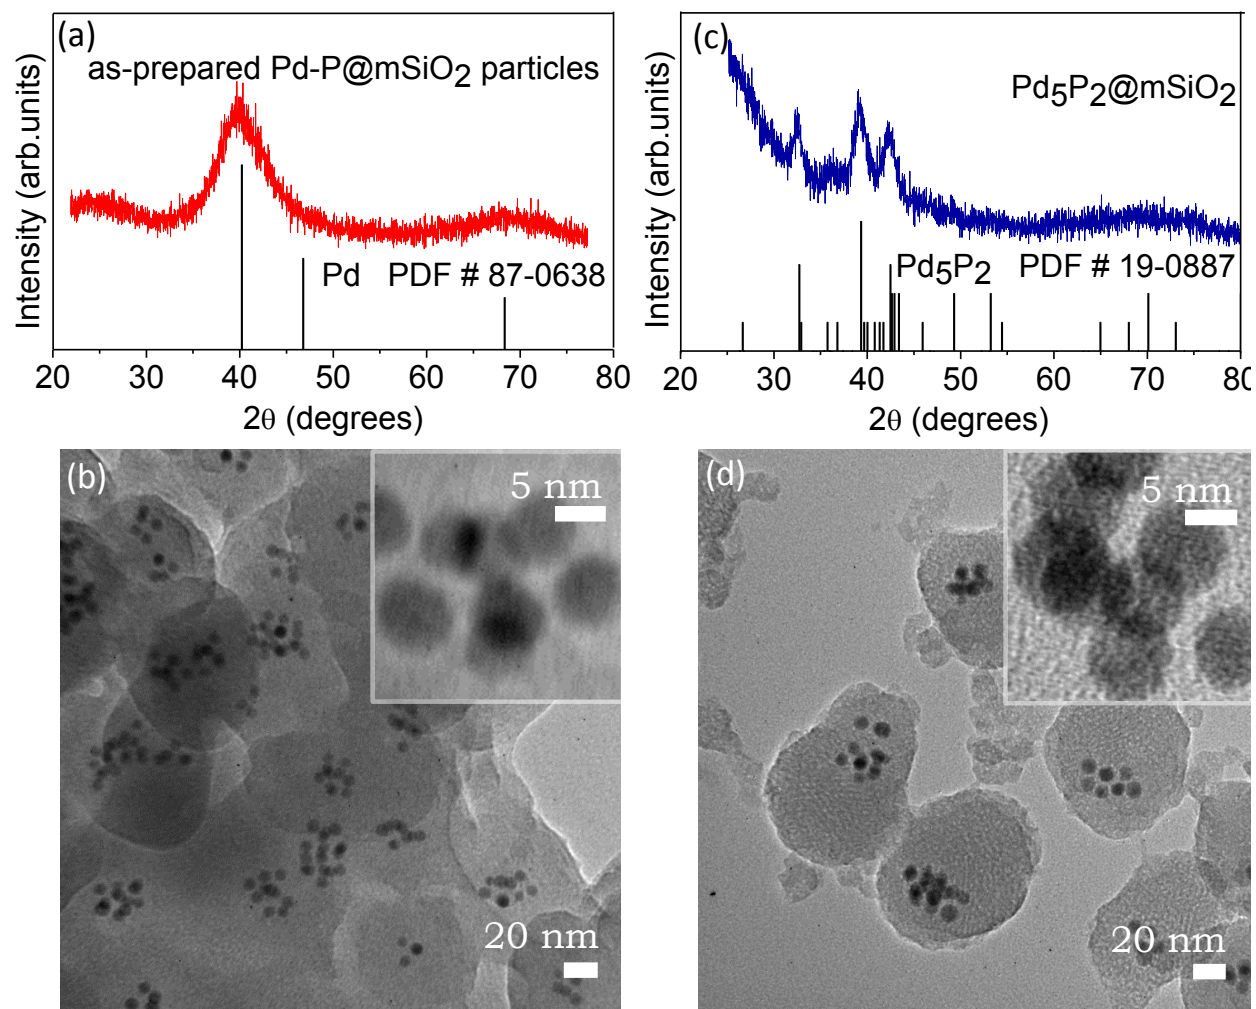 (a)
as-prepared Pd-P@mSiO2 particles
Intensity (arb.units)
Pd PDF # 87-0638
20 30 40 50 60 70 80
2θ (degrees)
(c)
Pd5P2@mSiO2
Intensity (arb.units)
Pd5P2 PDF # 19-0887
20 30 40 50 60 70 80
2θ (degrees)
(b)
5 nm
20 nm
(d)
5 nm
20 nm